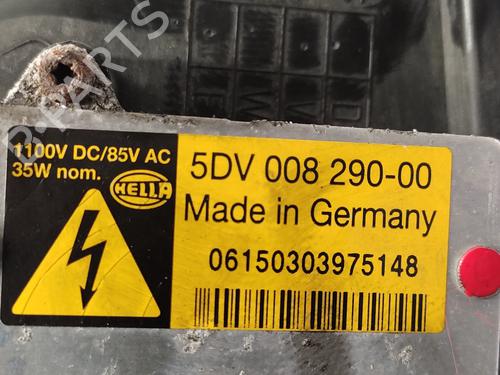 B-PARTS
1100V DC/85V AC
35W nom.
HELLA
5DV 008 290-00
Made in Germany
06150303975148